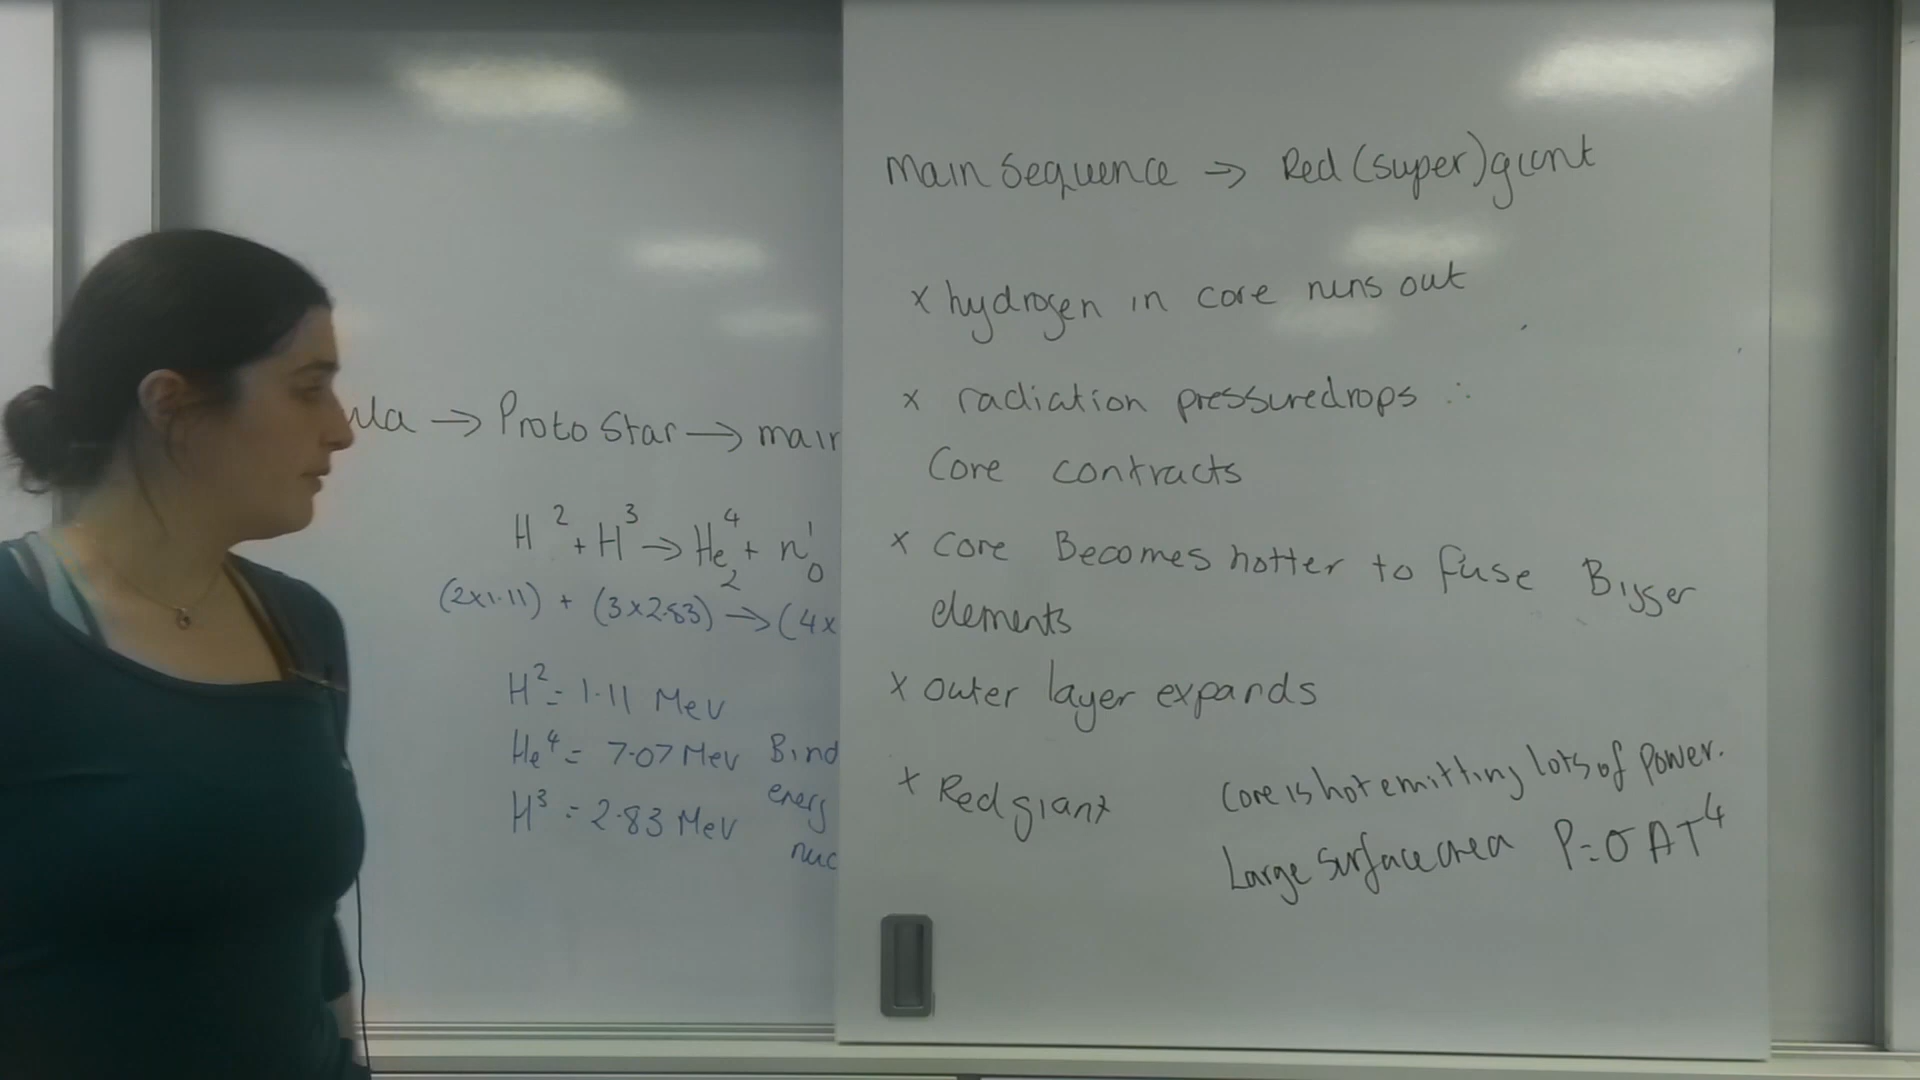 ula → Proto Star → main
H² + H³ → He⁴₂ + n¹₀
(2x1.11) + (3x2.83) → (4x
H² = 1.11 MeV
He⁴ = 7.07 MeV Bind
energ
H³ = 2.83 MeV
nuc
Main Sequence → Red (super)giant
x hydrogen in core runs out
x radiation pressure drops ∴
Core contracts
x core Becomes hotter to fuse Bigger
elements
x outer layer expands
x Red giant
Core is hot emitting lots of power.
Large surface area P = σAT⁴